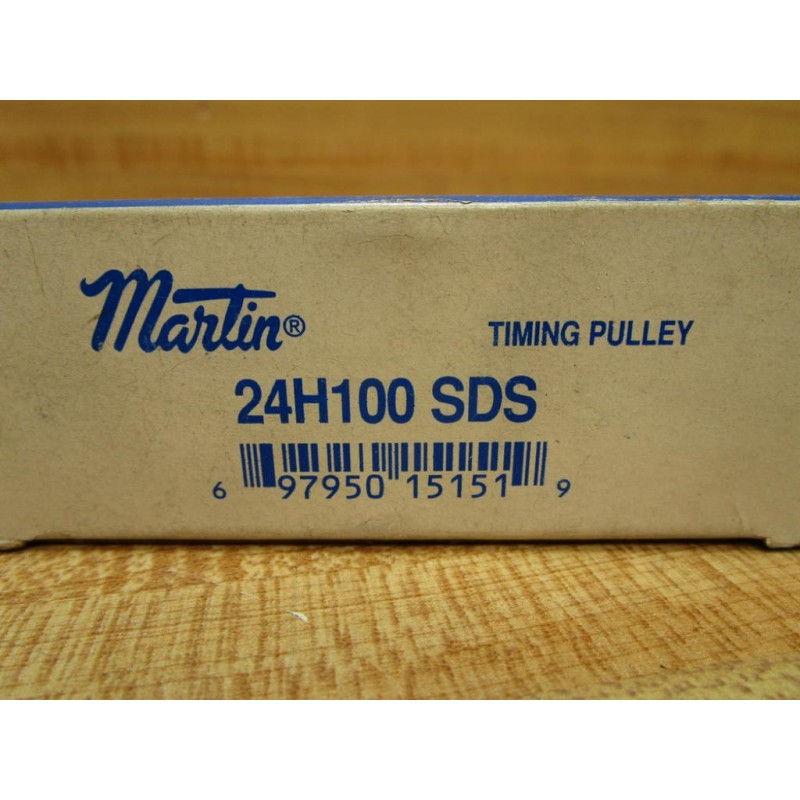 Martin® TIMING PULLEY
24H100 SDS
6 97950 15151 9